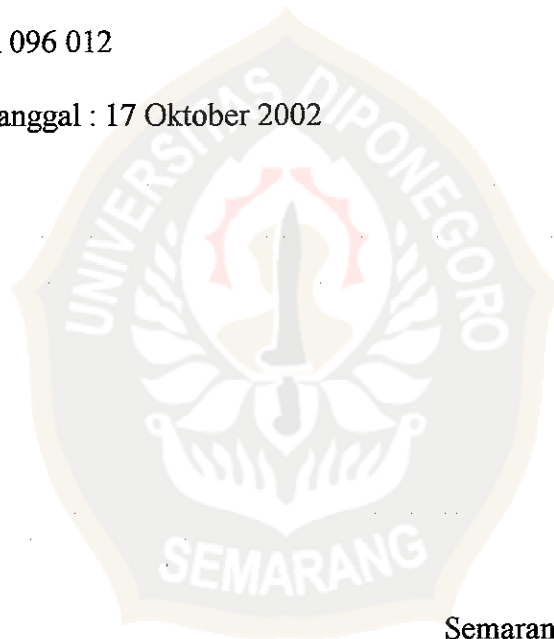 096 012
anggal : 17 Oktober 2002
UNIVERSITAS DIPONEGORO
SEMARANG
Semaran